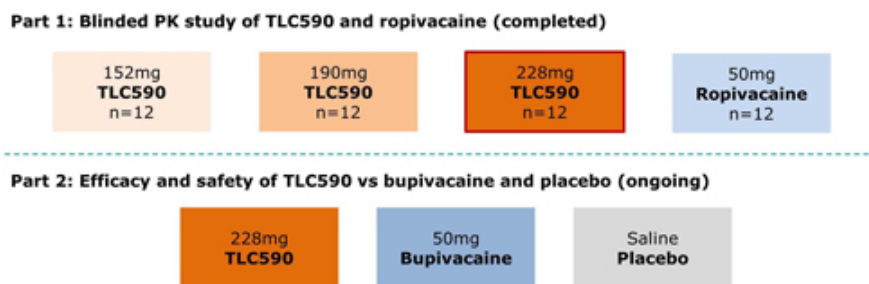 Part 1: Blinded PK study of TLC590 and ropivacaine (completed)
152mg
TLC590
n=12
190mg
TLC590
n=12
228mg
TLC590
n=12
50mg
Ropivacaine
n=12
Part 2: Efficacy and safety of TLC590 vs bupivacaine and placebo (ongoing)
228mg
TLC590
50mg
Bupivacaine
Saline
Placebo